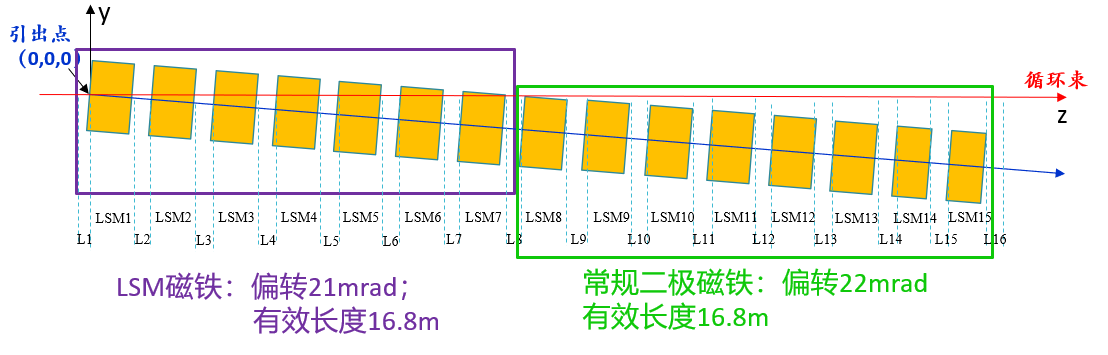 y
引出点
（0,0,0）
循环束
z
LSM1 LSM2 LSM3 LSM4 LSM5 LSM6 LSM7 LSM8 LSM9 LSM10 LSM11 LSM12 LSM13 LSM14 LSM15
L1 L2 L3 L4 L5 L6 L7 L8 L9 L10 L11 L12 L13 L14 L15 L16
LSM磁铁：偏转21mrad；
有效长度16.8m
常规二极磁铁：偏转22mrad
有效长度16.8m